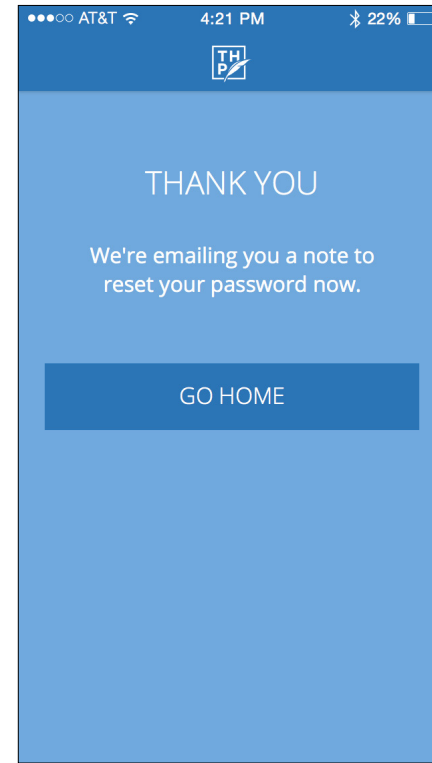 AT&T 4:21 PM 22%
TH
P
THANK YOU
We're emailing you a note to
reset your password now.
GO HOME